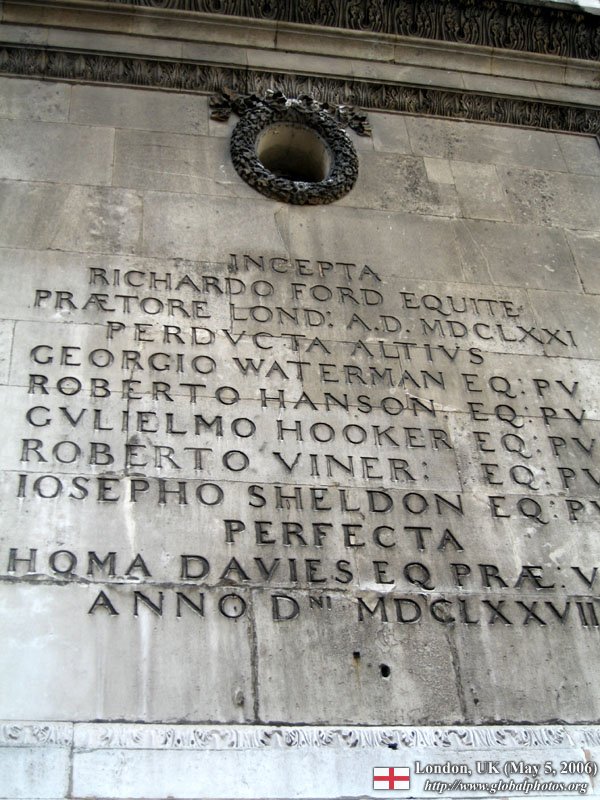 INCEPTA
RICHARDO FORD EQUITE
PRÆTORE LOND: A.D. MDCLXXI
PERDVCTA ALTIVS
GEORGIO WATERMAN EQ: PV
ROBERTO HANSON EQ: PV
GVLIELMO HOOKER EQ: PV
ROBERTO VINER: EQ: PV
IOSEPHO SHELDON EQ: PV
PERFECTA
HOMA DAVIES EQ PRÆ: V
ANNO DNI MDCLXXVII
London, UK (May 5, 2006)
http://www.globalphotos.org